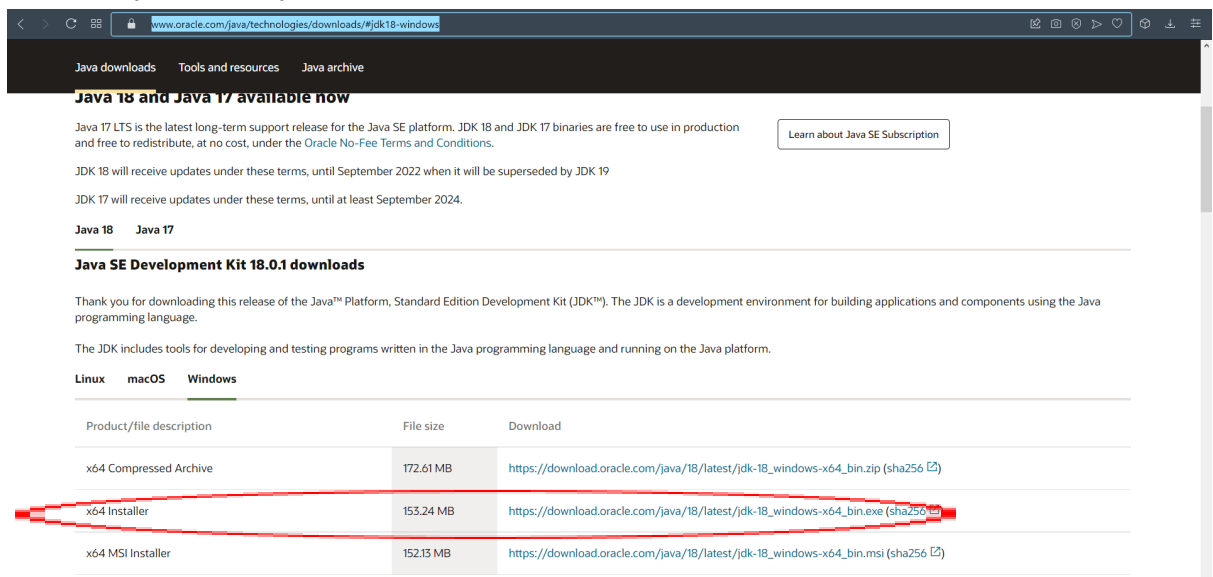 www.oracle.com/java/technologies/downloads/#jdk18-windows
Java downloads Tools and resources Java archive
Java 18 and Java 17 available now
Java 17 LTS is the latest long-term support release for the Java SE platform. JDK 18 and JDK 17 binaries are free to use in production
and free to redistribute, at no cost, under the Oracle No-Fee Terms and Conditions.
Learn about Java SE Subscription
JDK 18 will receive updates under these terms, until September 2022 when it will be superseded by JDK 19
JDK 17 will receive updates under these terms, until at least September 2024.
Java 18 Java 17
Java SE Development Kit 18.0.1 downloads
Thank you for downloading this release of the Java™ Platform, Standard Edition Development Kit (JDK™). The JDK is a development environment for building applications and components using the Java
programming language.
The JDK includes tools for developing and testing programs written in the Java programming language and running on the Java platform.
Linux macOS Windows
Product/file description File size Download
x64 Compressed Archive 172.61 MB https://download.oracle.com/java/18/latest/jdk-18_windows-x64_bin.zip (sha256)
x64 Installer 153.24 MB https://download.oracle.com/java/18/latest/jdk-18_windows-x64_bin.exe (sha256)
x64 MSI Installer 152.13 MB https://download.oracle.com/java/18/latest/jdk-18_windows-x64_bin.msi (sha256)